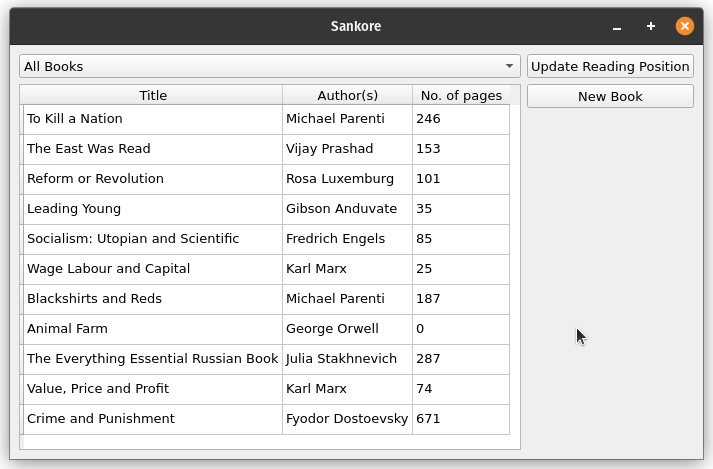 Sankore
All Books
Update Reading Position
New Book
Title Author(s) No. of pages
To Kill a Nation Michael Parenti 246
The East Was Read Vijay Prashad 153
Reform or Revolution Rosa Luxemburg 101
Leading Young Gibson Anduvate 35
Socialism: Utopian and Scientific Fredrich Engels 85
Wage Labour and Capital Karl Marx 25
Blackshirts and Reds Michael Parenti 187
Animal Farm George Orwell 0
The Everything Essential Russian Book Julia Stakhnevich 287
Value, Price and Profit Karl Marx 74
Crime and Punishment Fyodor Dostoevsky 671